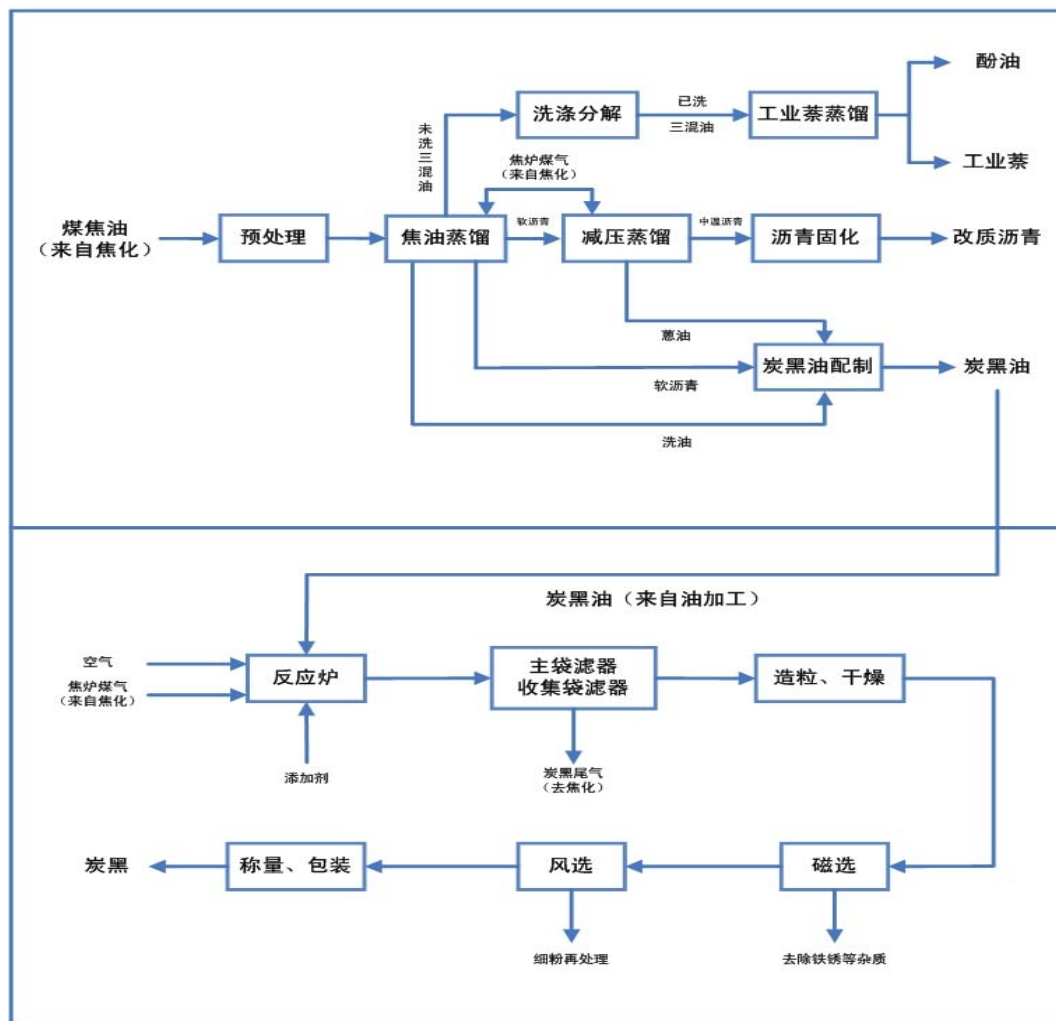 酚油
洗涤分解
已洗
三混油
工业萘蒸馏
未洗三混油
焦炉煤气
（来自焦化）
工业萘
煤焦油
（来自焦化）
预处理
焦油蒸馏
软沥青
减压蒸馏
中温沥青
沥青固化
改质沥青
蒽油
炭黑油配制
炭黑油
软沥青
洗油
炭黑油（来自油加工）
空气
焦炉煤气
（来自焦化）
反应炉
主袋滤器
收集袋滤器
造粒、干燥
添加剂
炭黑尾气
（去焦化）
炭黑
称量、包装
风选
磁选
细粉再处理
去除铁锈等杂质